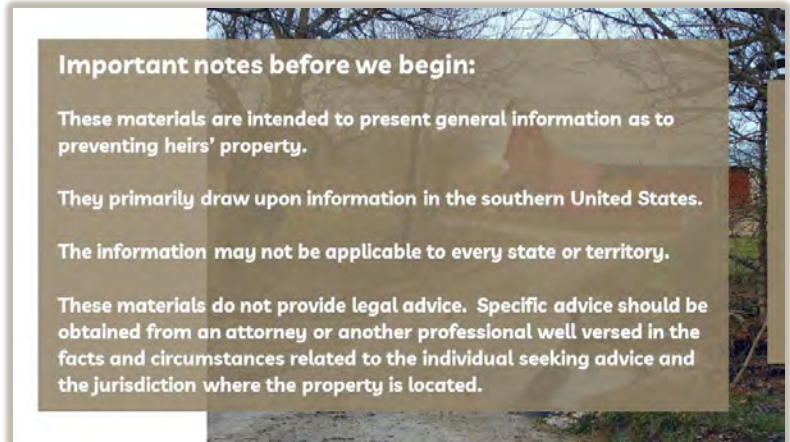 Important notes before we begin:
These materials are intended to present general information as to
preventing heirs' property.
They primarily draw upon information in the southern United States.
The information may not be applicable to every state or territory.
These materials do not provide legal advice.  Specific advice should be
obtained from an attorney or another professional well versed in the
facts and circumstances related to the individual seeking advice and
the jurisdiction where the property is located.